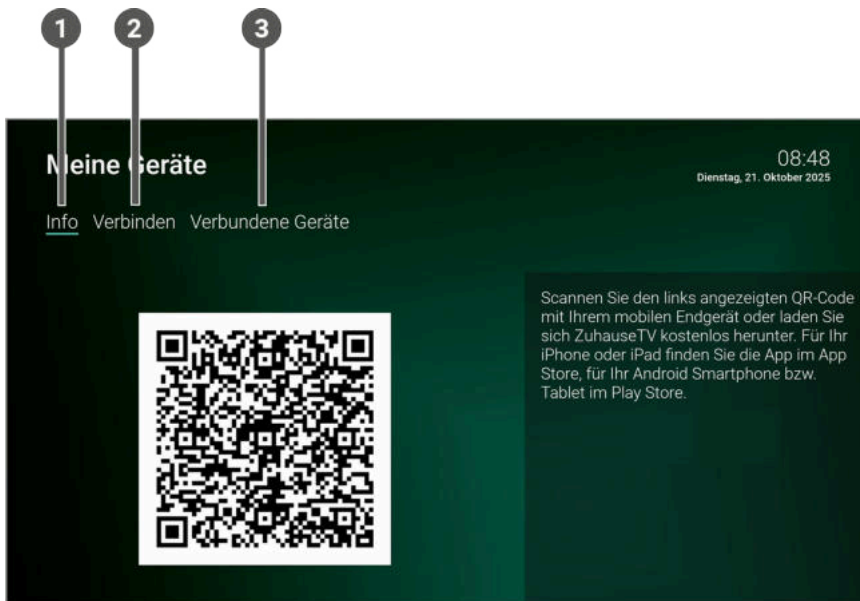 1 2 3
Meine Geräte
08:48
Dienstag, 21. Oktober 2025
Info Verbinden Verbundene Geräte
Scannen Sie den links angezeigten QR-Code
mit Ihrem mobilen Endgerät oder laden Sie
sich ZuhauseTV kostenlos herunter. Für Ihr
iPhone oder iPad finden Sie die App im App
Store, für Ihr Android Smartphone bzw.
Tablet im Play Store.